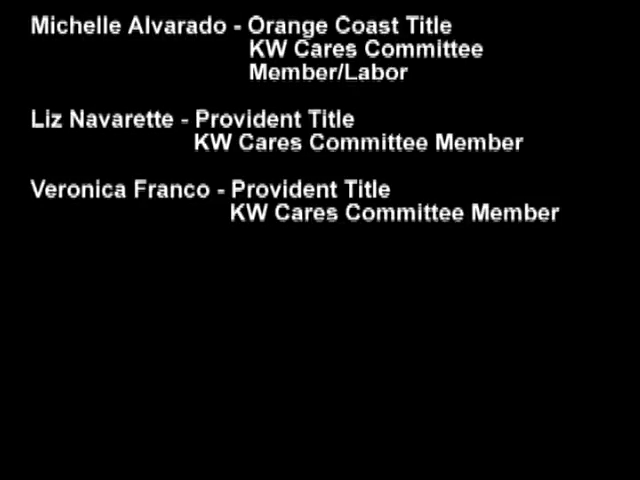 Michelle Alvarado - Orange Coast Title
KW Cares Committee
Member/Labor
Liz Navarette - Provident Title
KW Cares Committee Member
Veronica Franco - Provident Title
KW Cares Committee Member